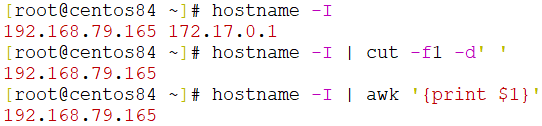 [root@centos84 ~]# hostname -I
192.168.79.165 172.17.0.1
[root@centos84 ~]# hostname -I | cut -f1 -d' '
192.168.79.165
[root@centos84 ~]# hostname -I | awk '{print $1}'
192.168.79.165